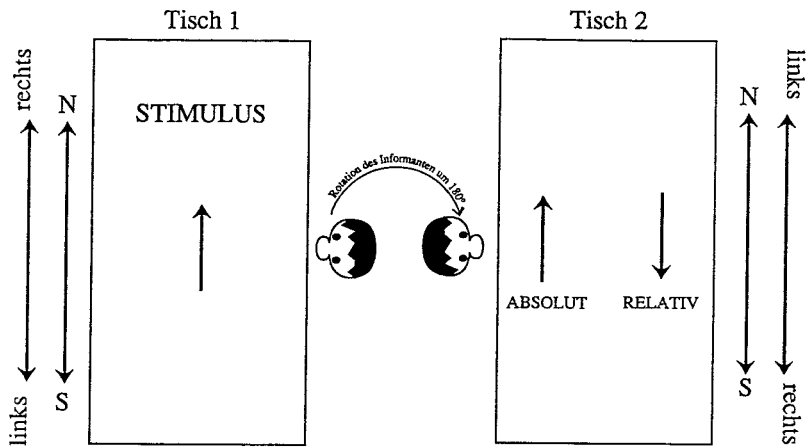 Tisch 1
Tisch 2
rechts
N
STIMULUS
Rotation des Informanten um 180°
N
links
ABSOLUT
RELATIV
links
S
S
rechts